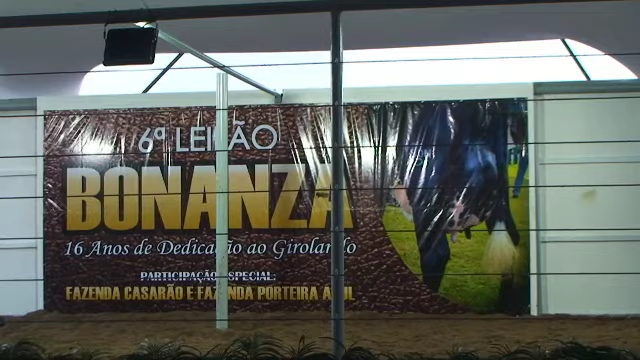 6º LEILÃO
BONANZA
16 Anos de Dedicação ao Girolando
PARTICIPAÇÃO ESPECIAL:
FAZENDA CASARÃO E FAZENDA PORTEIRA AZUL